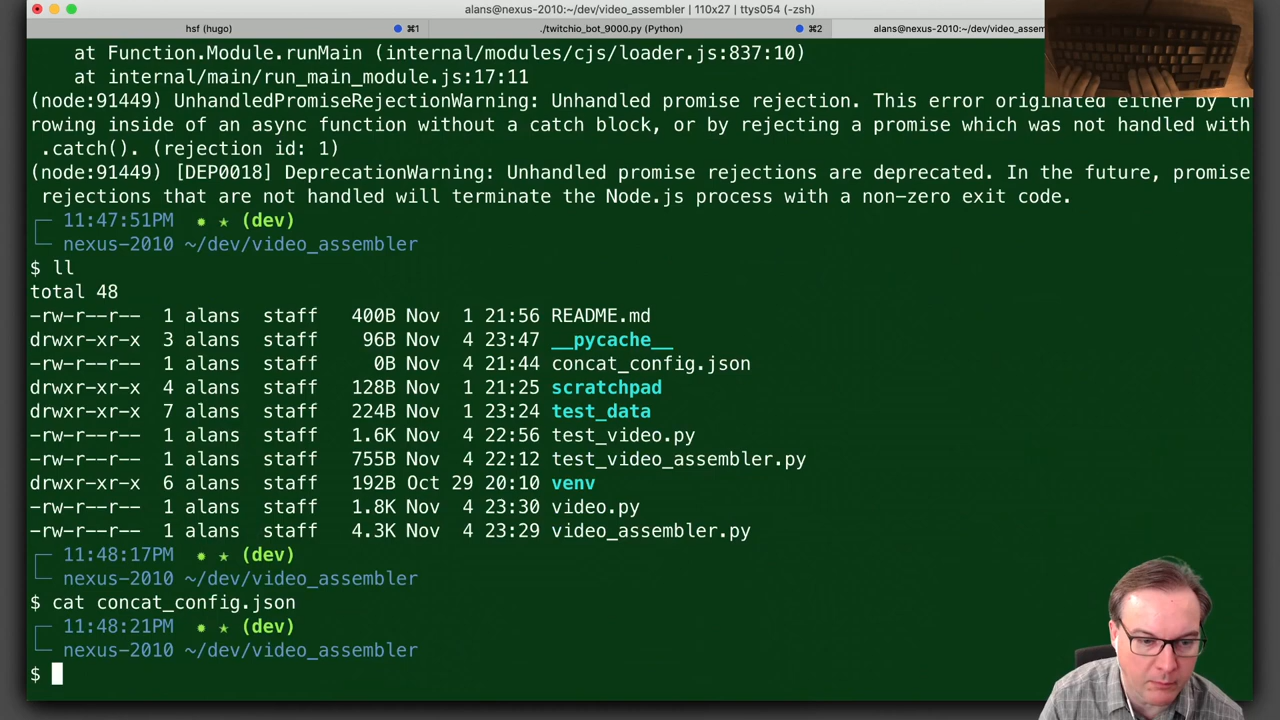 alans@nexus-2010:~/dev/video_assembler | 110x27 | ttys054 (-zsh)
hsf (hugo) ⌘1 ./twitchio_bot_9000.py (Python) ⌘2 alans@nexus-2010:~/dev/video_assem
at Function.Module.runMain (internal/modules/cjs/loader.js:837:10)
at internal/main/run_main_module.js:17:11
(node:91449) UnhandledPromiseRejectionWarning: Unhandled promise rejection. This error originated either by th
rowing inside of an async function without a catch block, or by rejecting a promise which was not handled with
.catch(). (rejection id: 1)
(node:91449) [DEP0018] DeprecationWarning: Unhandled promise rejections are deprecated. In the future, promise
rejections that are not handled will terminate the Node.js process with a non-zero exit code.
11:47:51PM ✹ ★ (dev)
nexus-2010 ~/dev/video_assembler
$ ll
total 48
-rw-r--r-- 1 alans staff 400B Nov 1 21:56 README.md
drwxr-xr-x 3 alans staff 96B Nov 4 23:47 __pycache__
-rw-r--r-- 1 alans staff 0B Nov 4 21:44 concat_config.json
drwxr-xr-x 4 alans staff 128B Nov 1 21:25 scratchpad
drwxr-xr-x 7 alans staff 224B Nov 1 23:24 test_data
-rw-r--r-- 1 alans staff 1.6K Nov 4 22:56 test_video.py
-rw-r--r-- 1 alans staff 755B Nov 4 22:12 test_video_assembler.py
drwxr-xr-x 6 alans staff 192B Oct 29 20:10 venv
-rw-r--r-- 1 alans staff 1.8K Nov 4 23:30 video.py
-rw-r--r-- 1 alans staff 4.3K Nov 4 23:29 video_assembler.py
11:48:17PM ✹ ★ (dev)
nexus-2010 ~/dev/video_assembler
$ cat concat_config.json
11:48:21PM ✹ ★ (dev)
nexus-2010 ~/dev/video_assembler
$